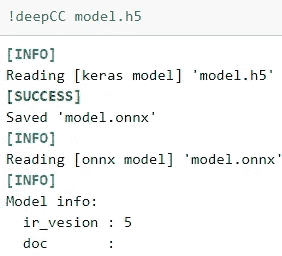 !deepCC model.h5
[INFO]
Reading [keras model] 'model.h5'
[SUCCESS]
Saved 'model.onnx'
[INFO]
Reading [onnx model] 'model.onnx'
[INFO]
Model info:
  ir_vesion : 5
  doc       :